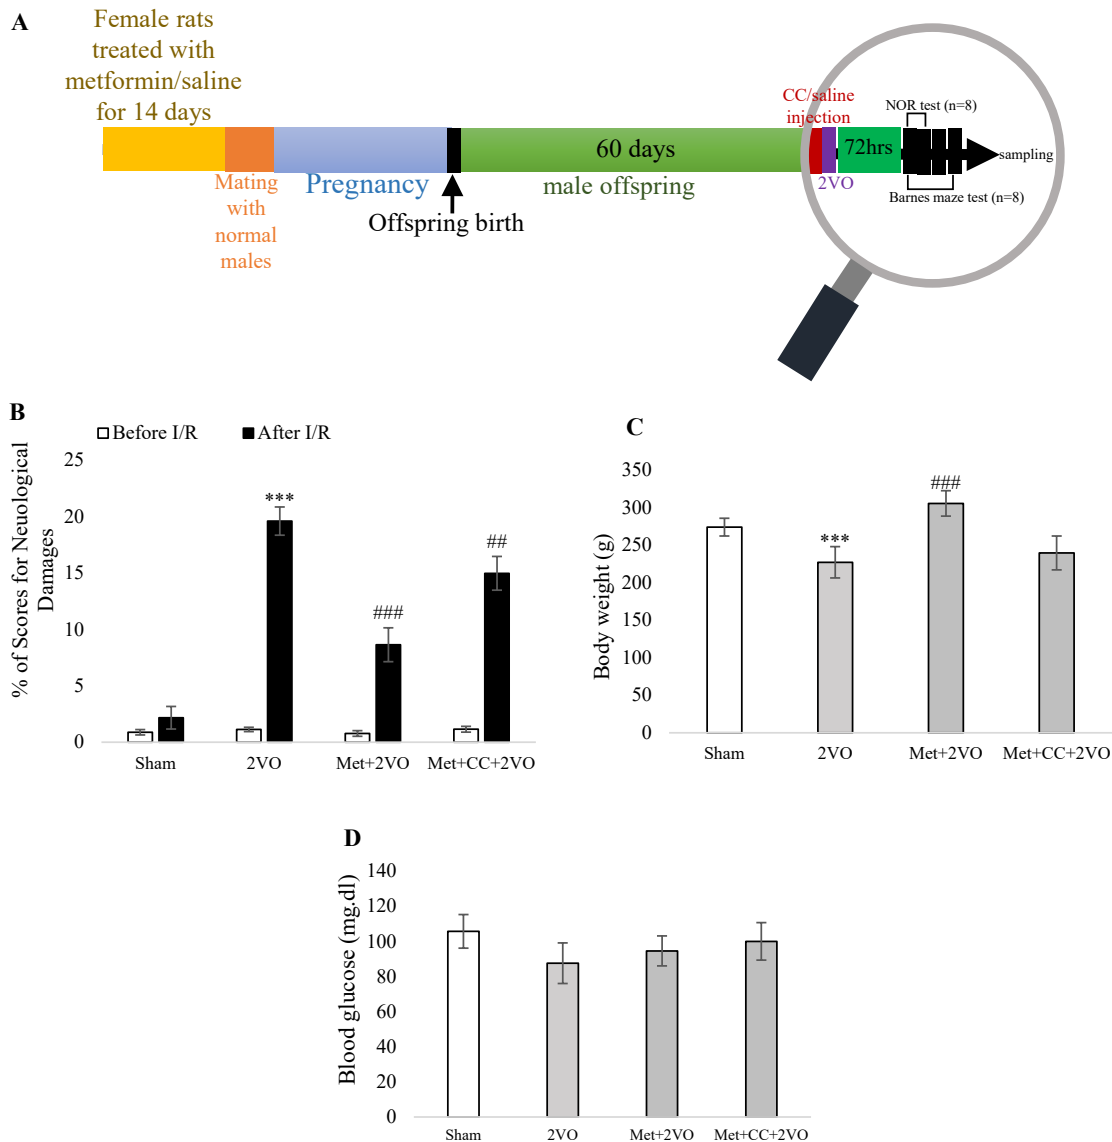 A
Female rats
treated with
metformin/saline
for 14 days
Mating
with
normal
males
Pregnancy
Offspring birth
60 days
male offspring
CC/saline
injection
2VO
72hrs
NOR test (n=8)
Barnes maze test (n=8)
sampling
B
Before I/R
After I/R
% of Scores for Neuological
Damages
25
20
15
10
5
0
***
###
##
Sham
2VO
Met+2VO
Met+CC+2VO
C
Body weight (g)
350
300
250
200
150
100
50
0
***
###
Sham
2VO
Met+2VO
Met+CC+2VO
D
Blood glucose (mg.dl)
140
120
100
80
60
40
20
0
Sham
2VO
Met+2VO
Met+CC+2VO